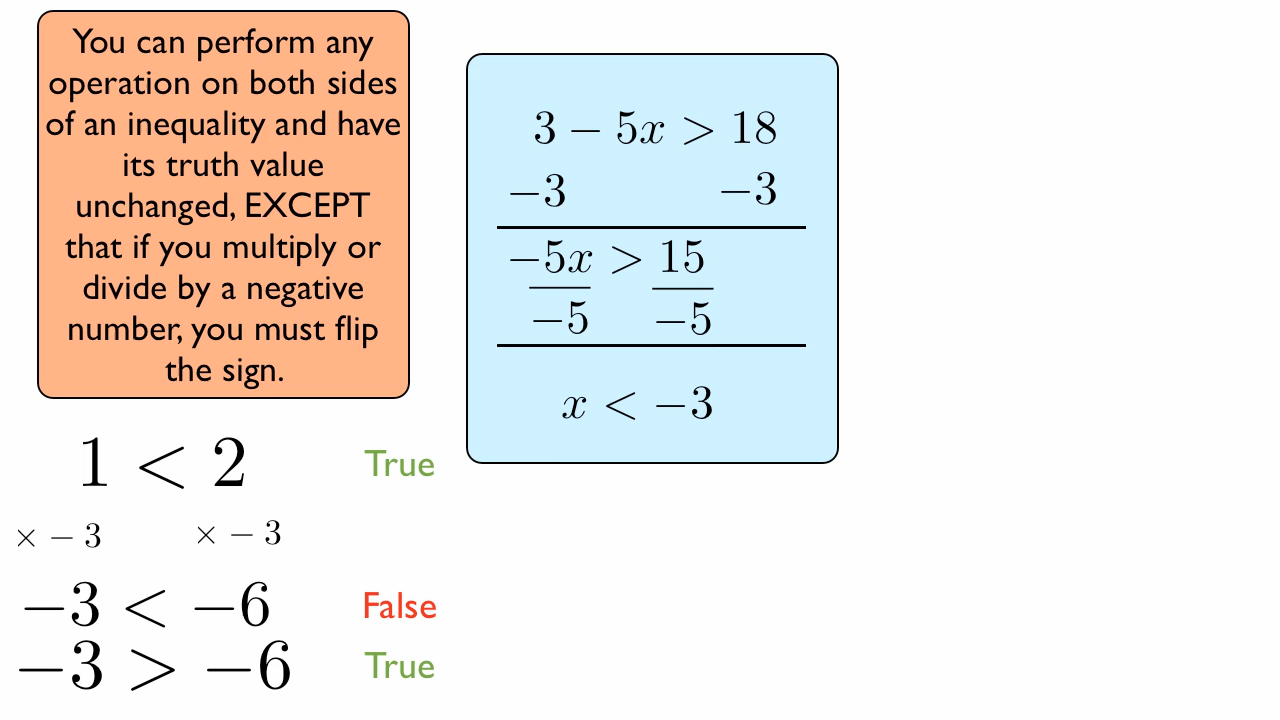 You can perform any
operation on both sides
of an inequality and have
its truth value
unchanged, EXCEPT
that if you multiply or
divide by a negative
number, you must flip
the sign.
1 < 2 True
× − 3 × − 3
−3 < −6 False
−3 > −6 True
3 − 5x > 18
−3 −3
−5x > 15
−5 −5
x < −3